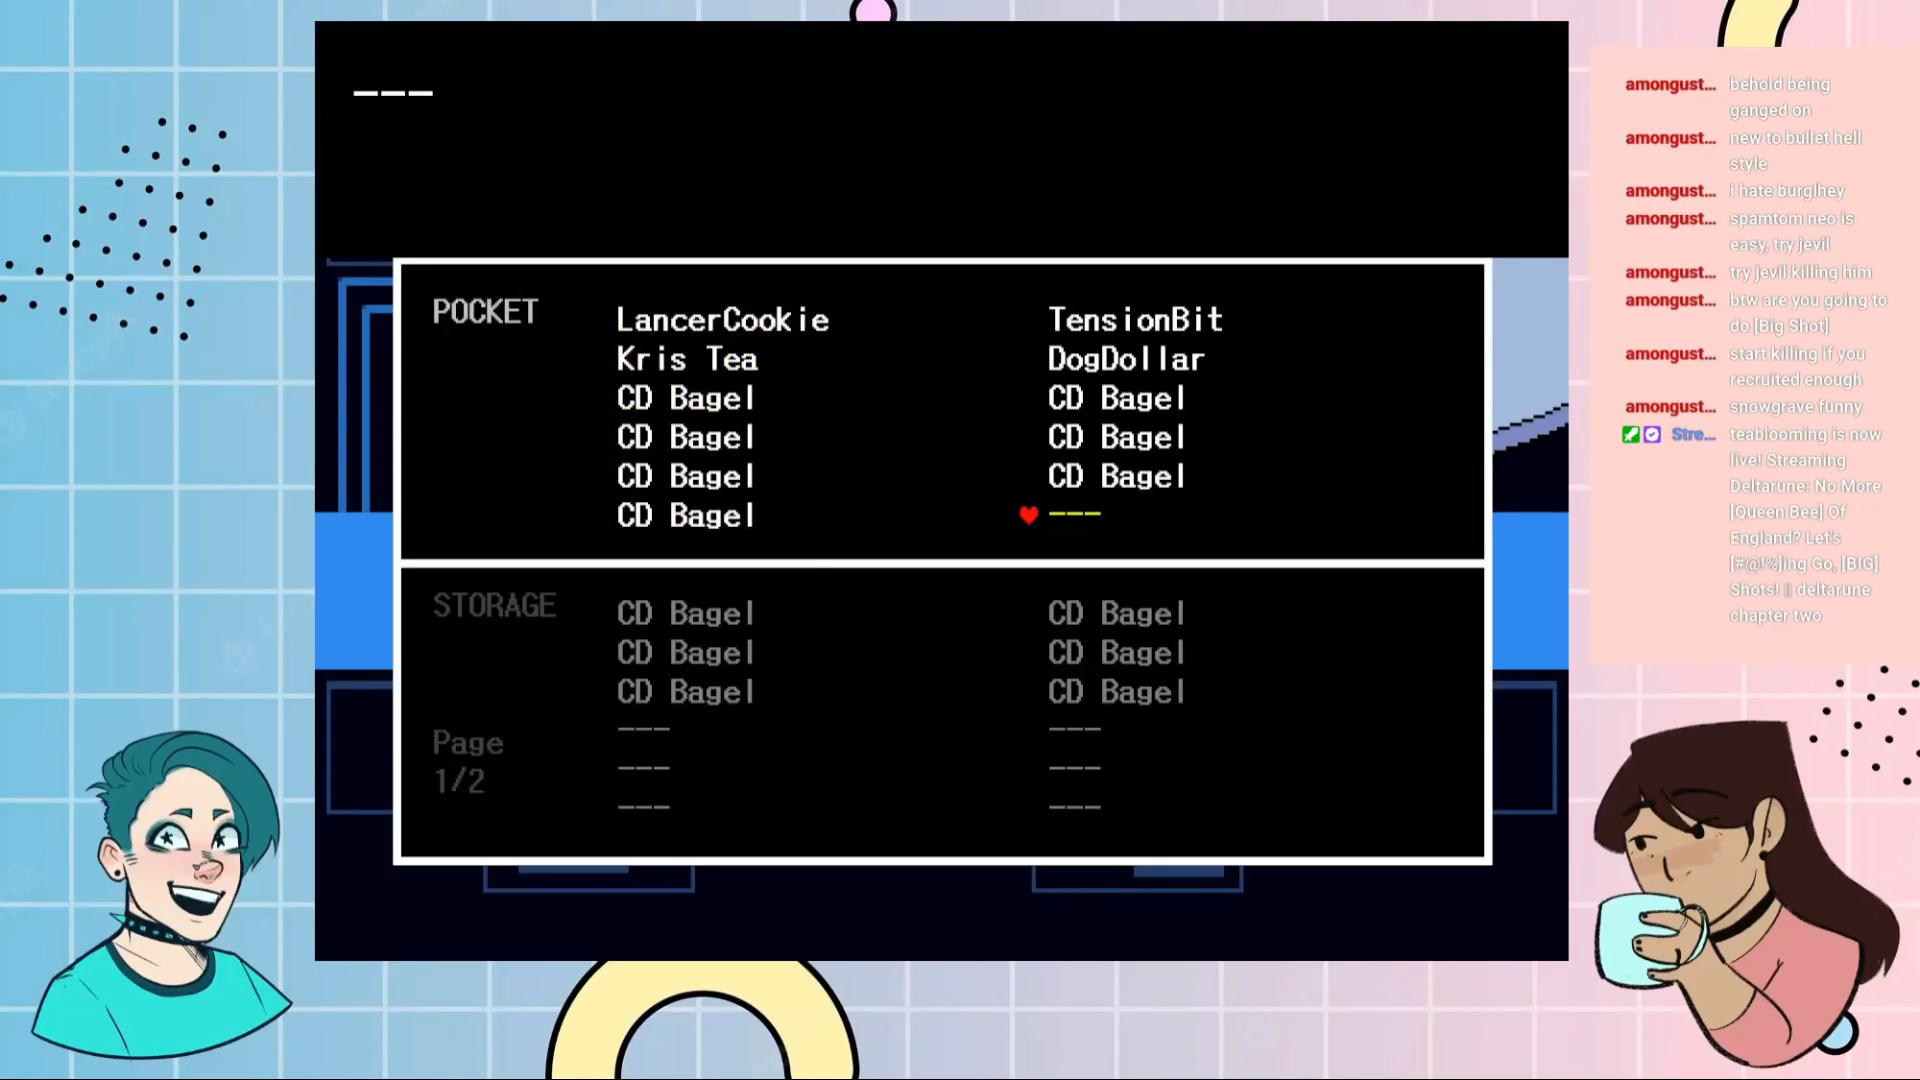 ---
POCKET
LancerCookie TensionBit
Kris Tea DogDollar
CD Bagel CD Bagel
CD Bagel CD Bagel
CD Bagel CD Bagel
CD Bagel ---
STORAGE
CD Bagel CD Bagel
CD Bagel CD Bagel
CD Bagel CD Bagel
--- ---
--- ---
--- ---
Page
1/2
amongust... behold being
ganged on
amongust... new to bullet hell
style
amongust... i hate burglhey
amongust... spamtom neo is
easy, try jevil
amongust... try jevil killing him
amongust... btw are you going to
do [Big Shot]
amongust... start killing if you
recruited enough
amongust... snowgrave funny
Stre... teablooming is now
live! Streaming
Deltarune: No More
[Queen Bee] Of
England? Let's
[#@!%]ing Go, [BIG]
Shots! || deltarune
chapter two